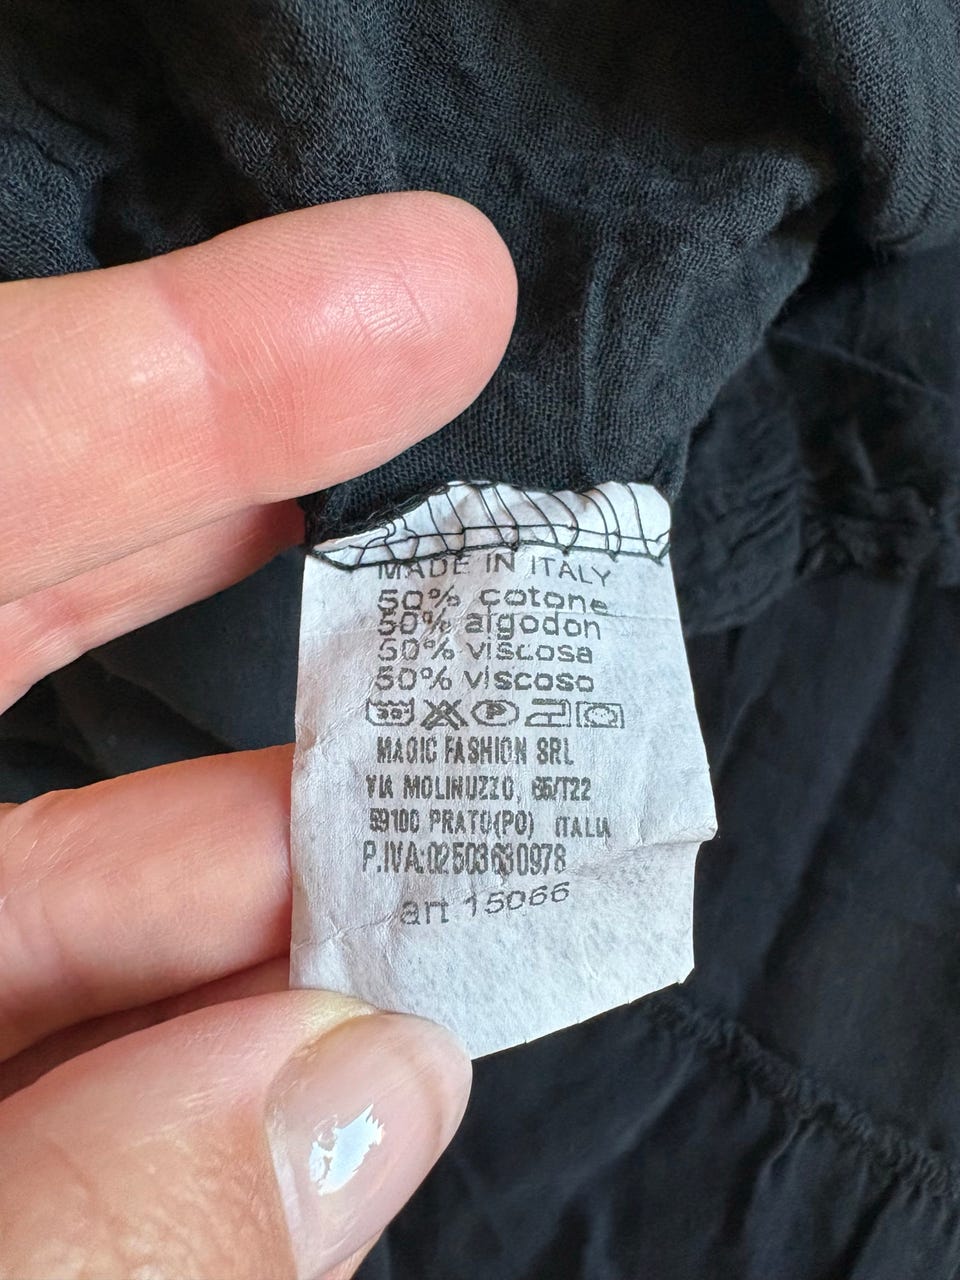 MADE IN ITALY
50% cotone
50% algodon
50% viscosa
50% viscoso
30° P
MAGIC FASHION SRL
VIA MOLINUZZO, 65/T22
59100 PRATO(PO) ITALIA
P.IVA:02503630978
art 15066